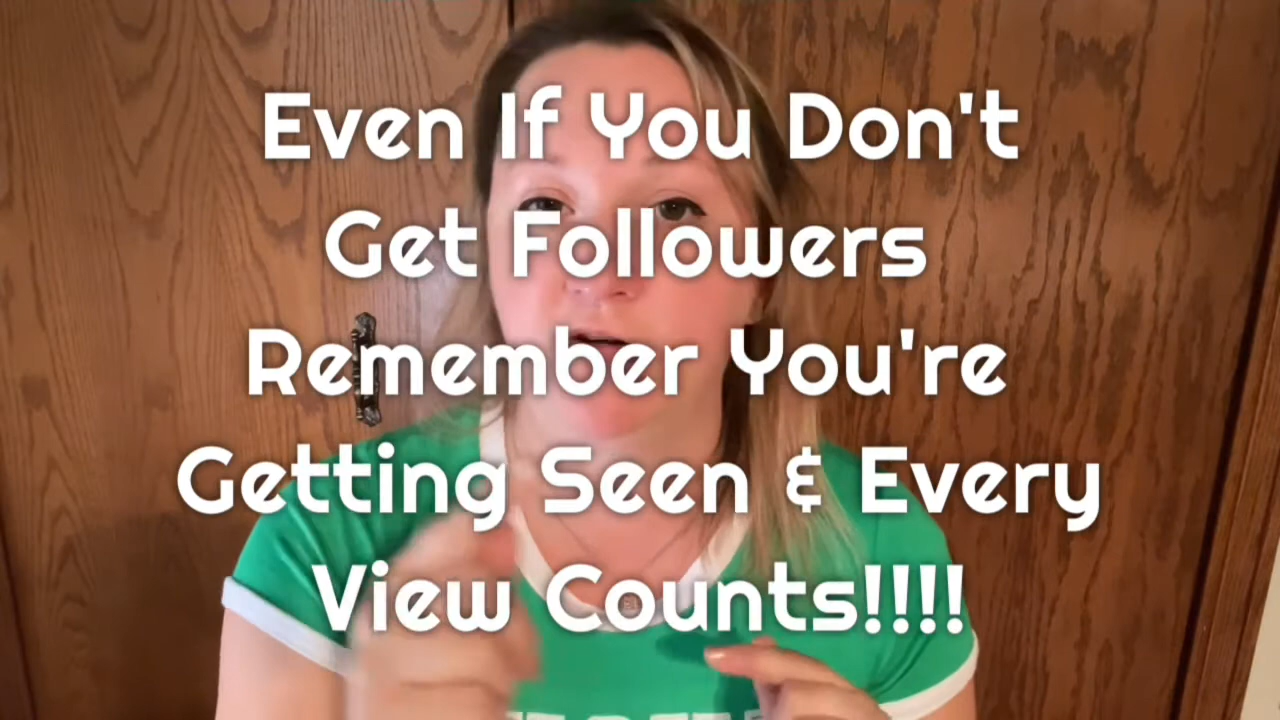 Even If You Don't
Get Followers
Remember You're
Getting Seen & Every
View Counts!!!!